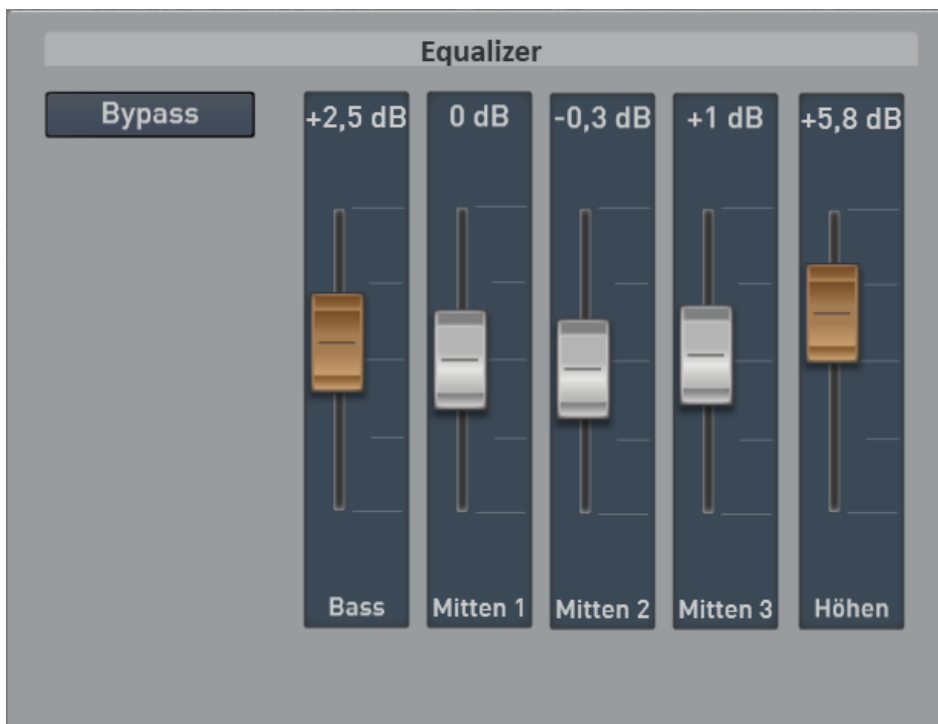 Equalizer
Bypass
+2,5 dB
0 dB
-0,3 dB
+1 dB
+5,8 dB
Bass
Mitten 1
Mitten 2
Mitten 3
Höhen